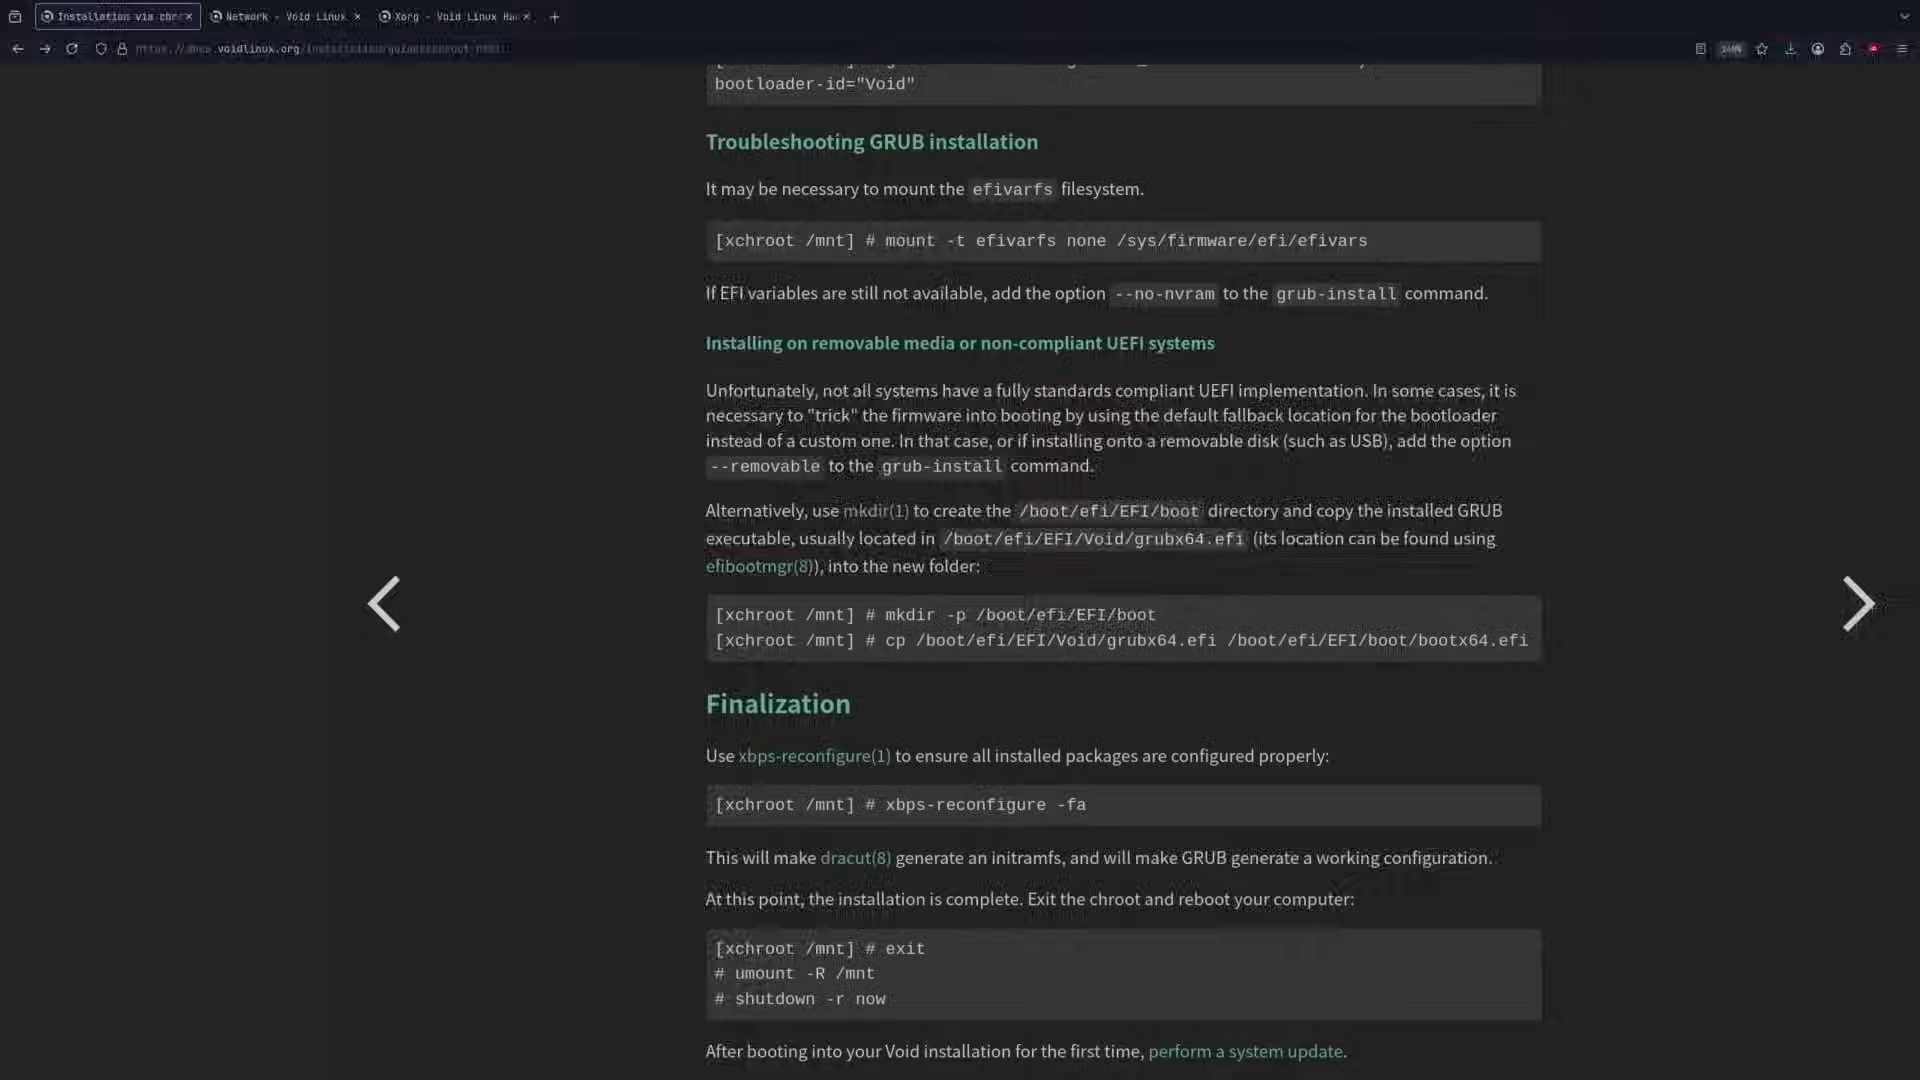 Installation via chr
Network - Void Linux
Xorg - Void Linux Ha
voidlinux.org
bootloader-id="Void"
Troubleshooting GRUB installation
It may be necessary to mount the efivarfs filesystem.
[xchroot /mnt] # mount -t efivarfs none /sys/firmware/efi/efivars
If EFI variables are still not available, add the option --no-nvram to the grub-install command.
Installing on removable media or non-compliant UEFI systems
Unfortunately, not all systems have a fully standards compliant UEFI implementation. In some cases, it is
necessary to "trick" the firmware into booting by using the default fallback location for the bootloader
instead of a custom one. In that case, or if installing onto a removable disk (such as USB), add the option
--removable to the grub-install command.
Alternatively, use mkdir(1) to create the /boot/efi/EFI/boot directory and copy the installed GRUB
executable, usually located in /boot/efi/EFI/Void/grubx64.efi (its location can be found using
efibootmgr(8)), into the new folder:
[xchroot /mnt] # mkdir -p /boot/efi/EFI/boot
[xchroot /mnt] # cp /boot/efi/EFI/Void/grubx64.efi /boot/efi/EFI/boot/bootx64.efi
Finalization
Use xbps-reconfigure(1) to ensure all installed packages are configured properly:
[xchroot /mnt] # xbps-reconfigure -fa
This will make dracut(8) generate an initramfs, and will make GRUB generate a working configuration.
At this point, the installation is complete. Exit the chroot and reboot your computer:
[xchroot /mnt] # exit
# umount -R /mnt
# shutdown -r now
After booting into your Void installation for the first time, perform a system update.